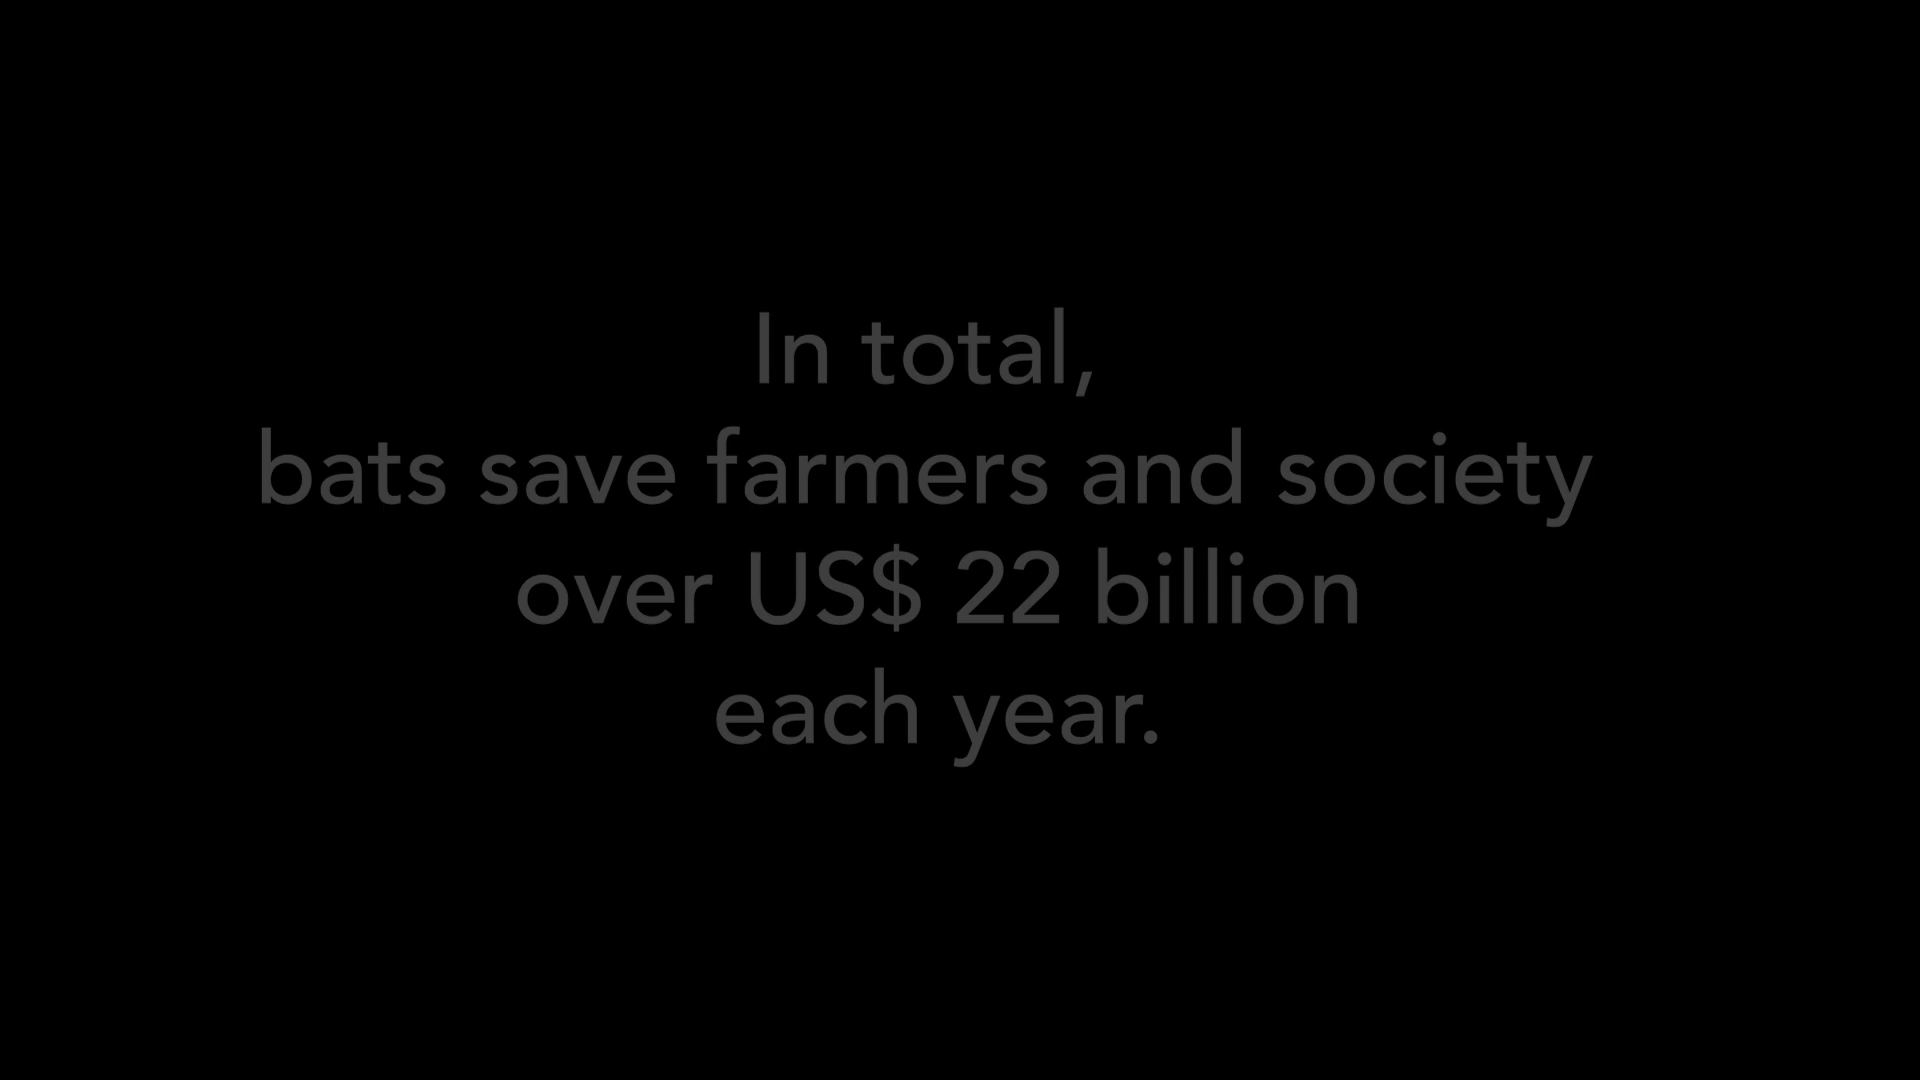 In total,
bats save farmers and society
over US$ 22 billion
each year.